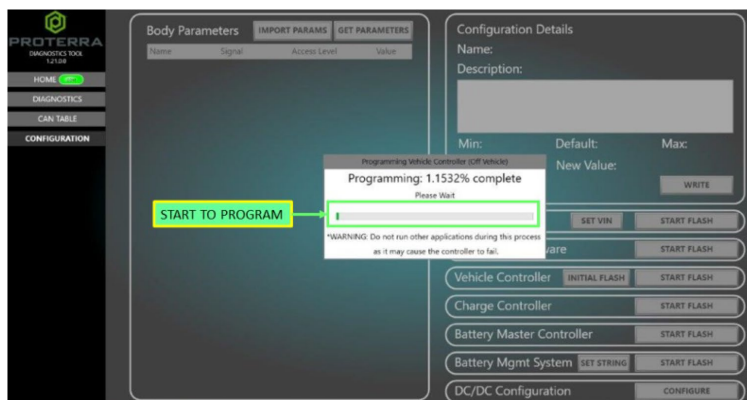 PROTERRA
DIAGNOSTICS TOOL
1.21.0.0
HOME
DIAGNOSTICS
CAN TABLE
CONFIGURATION
Body Parameters
IMPORT PARAMS
GET PARAMETERS
Name Signal Access Level Value
Configuration Details
Name:
Description:
Min: Default: Max:
New Value:
WRITE
Programming Vehicle Controller (Off Vehicle)
Programming: 1.1532% complete
Please Wait
START TO PROGRAM
*WARNING: Do not run other applications during this process
as it may cause the controller to fail.
SET VIN START FLASH
ware START FLASH
Vehicle Controller INITIAL FLASH START FLASH
Charge Controller START FLASH
Battery Master Controller START FLASH
Battery Mgmt System SET STRING START FLASH
DC/DC Configuration CONFIGURE